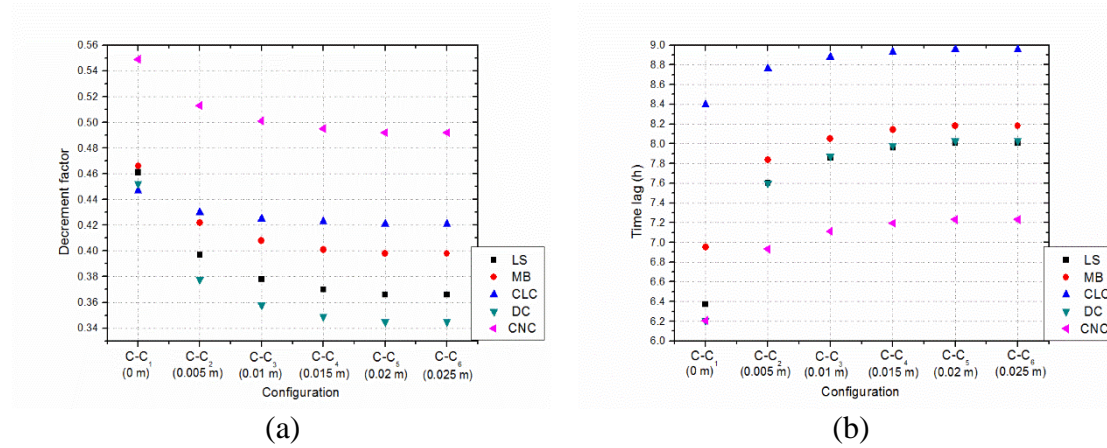 0.56
0.54
0.52
0.50
0.48
0.46
0.44
0.42
0.40
0.38
0.36
0.34
Decrement factor
LS
MB
CLC
DC
CNC
C-C1 C-C2 C-C3 C-C4 C-C5 C-C6
(0 m) (0.005 m) (0.01 m) (0.015 m) (0.02 m) (0.025 m)
Configuration
(a)
9.0
8.8
8.6
8.4
8.2
8.0
7.8
7.6
7.4
7.2
7.0
6.8
6.6
6.4
6.2
6.0
Time lag (h)
LS
MB
CLC
DC
CNC
C-C1 C-C2 C-C3 C-C4 C-C5 C-C6
(0 m) (0.005 m) (0.01 m) (0.015 m) (0.02 m) (0.025 m)
Configuration
(b)